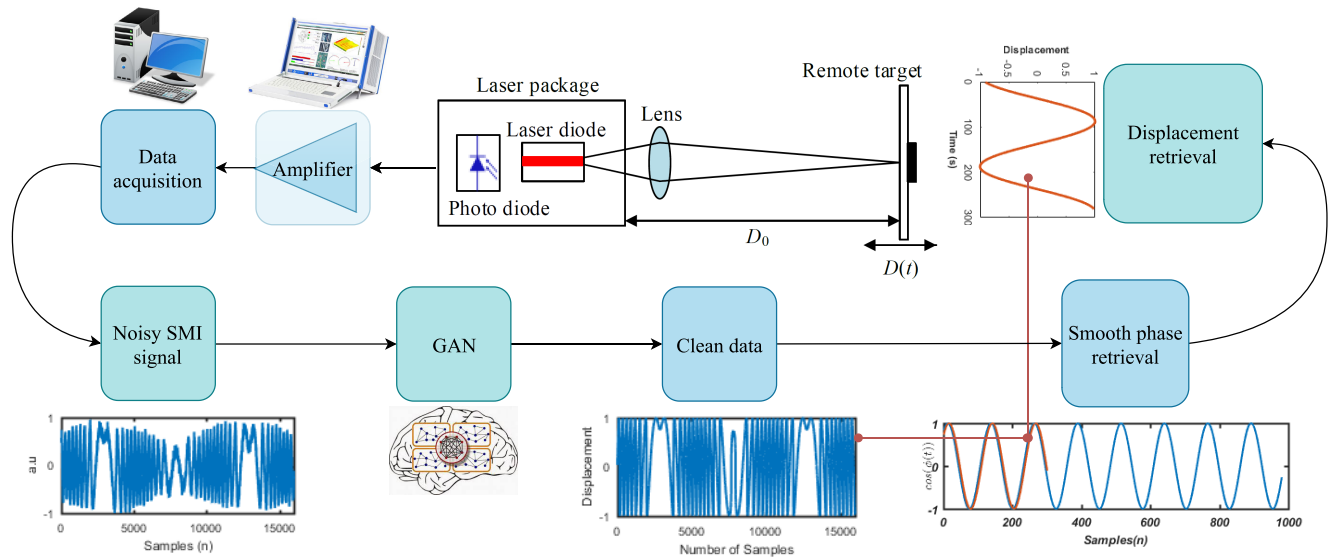 Laser package
Laser diode
Photo diode
Lens
Remote target
D0
D(t)
Amplifier
Data
acquisition
Displacement
-1 -0.5 0 0.5 1
Time (s)
0
100
200
300
Displacement
retrieval
Noisy SMI
signal
GAN
Clean data
Smooth phase
retrieval
a.u
1
0
-1
0 5000 10000 15000
Samples (n)
Displacement
1
0
-1
0 5000 10000 15000
Number of Samples
cos(ϕ(t))
1
0
-1
0 200 400 600 800 1000
Samples(n)